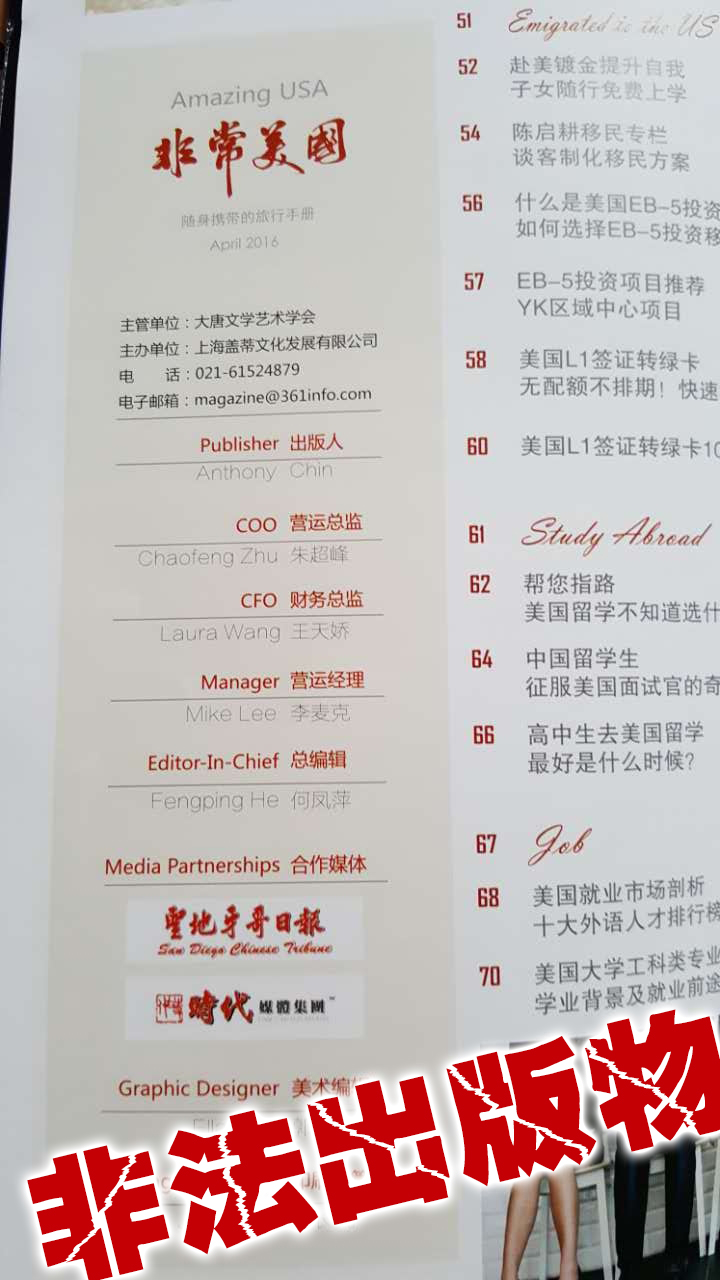 Amazing USA
非常美國
随身携带的旅行手册
April 2016
主管单位：大唐文学艺术学会
主办单位：上海盖蒂文化发展有限公司
电 话：021-61524879
电子邮箱：magazine@361info.com
Publisher 出版人
Anthony Chin
COO 营运总监
Chaofeng Zhu 朱超峰
CFO 财务总监
Laura Wang 王天娇
Manager 营运经理
Mike Lee 李麦克
Editor-In-Chief 总编辑
Fengping He 何凤萍
Media Partnerships 合作媒体
聖地牙哥日報
San Diego Chinese Tribune
時代媒體集團
Graphic Designer 美术编
51 Emigrated to the US
52 赴美镀金提升自我
子女随行免费上学
54 陈启耕移民专栏
谈客制化移民方案
56 什么是美国EB-5投资
如何选择EB-5投资移
57 EB-5投资项目推荐
YK区域中心项目
58 美国L1签证转绿卡
无配额不排期！快速
60 美国L1签证转绿卡10
61 Study Abroad
62 帮您指路
美国留学不知道选什
64 中国留学生
征服美国面试官的奇
66 高中生去美国留学
最好是什么时候？
67 Job
68 美国就业市场剖析
十大外语人才排行榜
70 美国大学工科类专业
学业背景及就业前途
非法出版物